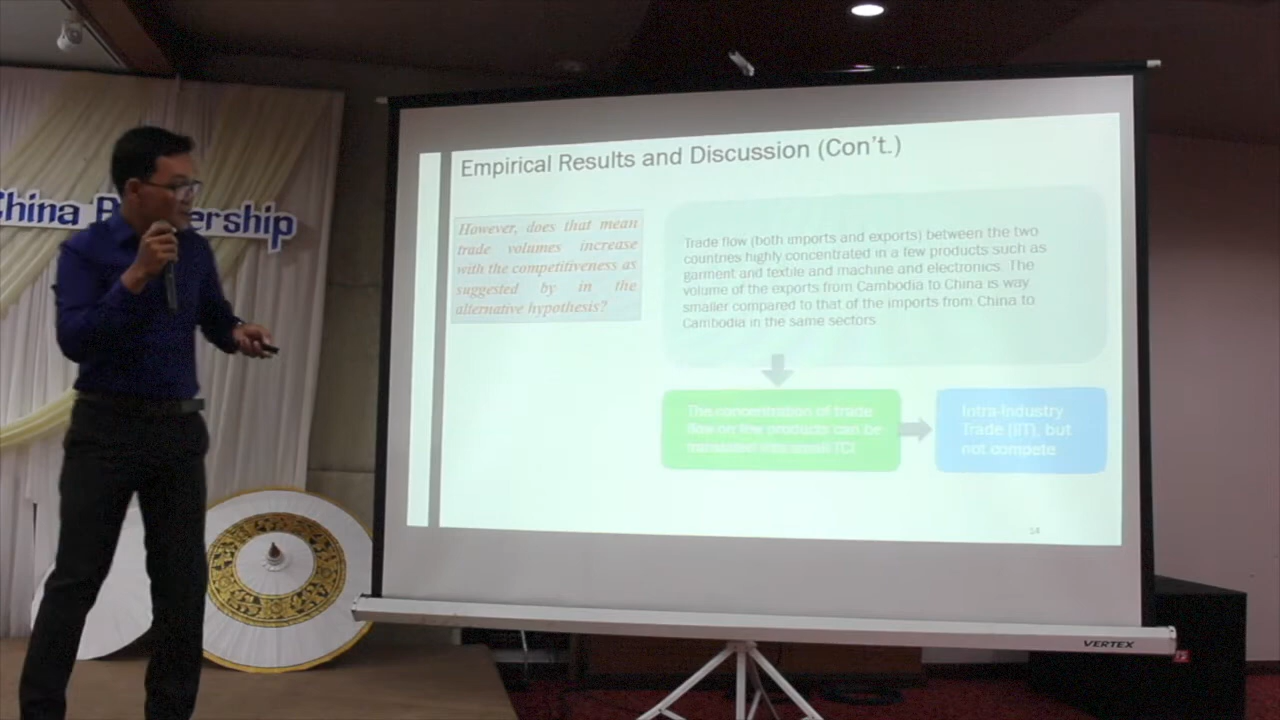 China P ership
Empirical Results and Discussion (Con't.)
However, does that mean
trade volumes increase
with the competitiveness as
suggested by in the
alternative hypothesis?
Trade flow (both imports and exports) between the two
countries highly concentrated in a few products such as
garment and textile and machine and electronics. The
volume of the exports from Cambodia to China is way
smaller compared to that of the imports from China to
Cambodia in the same sectors
The concentration of trade
flow on few products can be
translated into small TCI
Intra-Industry
Trade (IIT), but
not compete
14
VERTEX